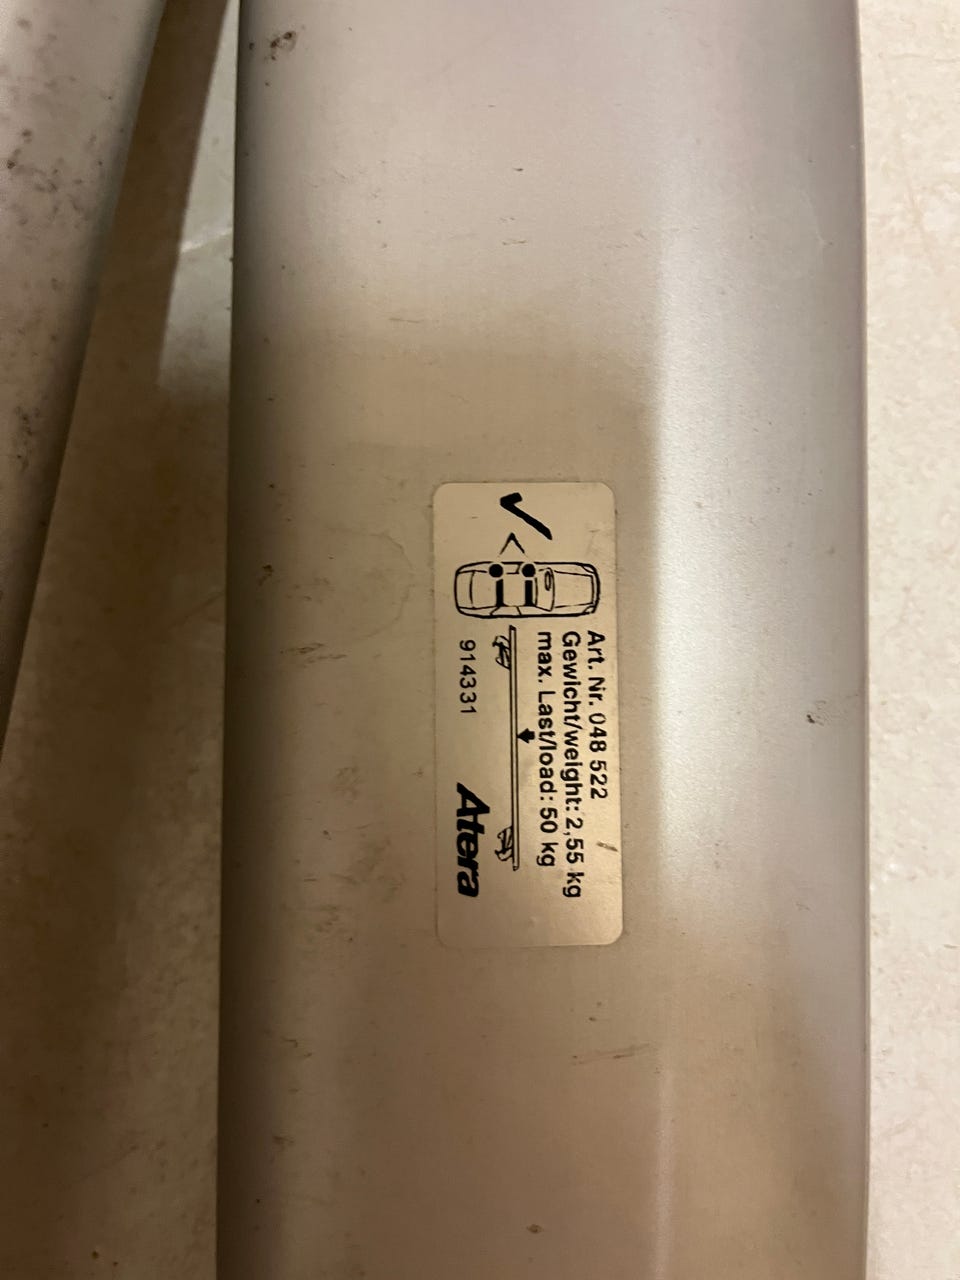 Art. Nr. 048 522
Gewicht/weight: 2,55 kg
max. Last/load: 50 kg
914331
Atera